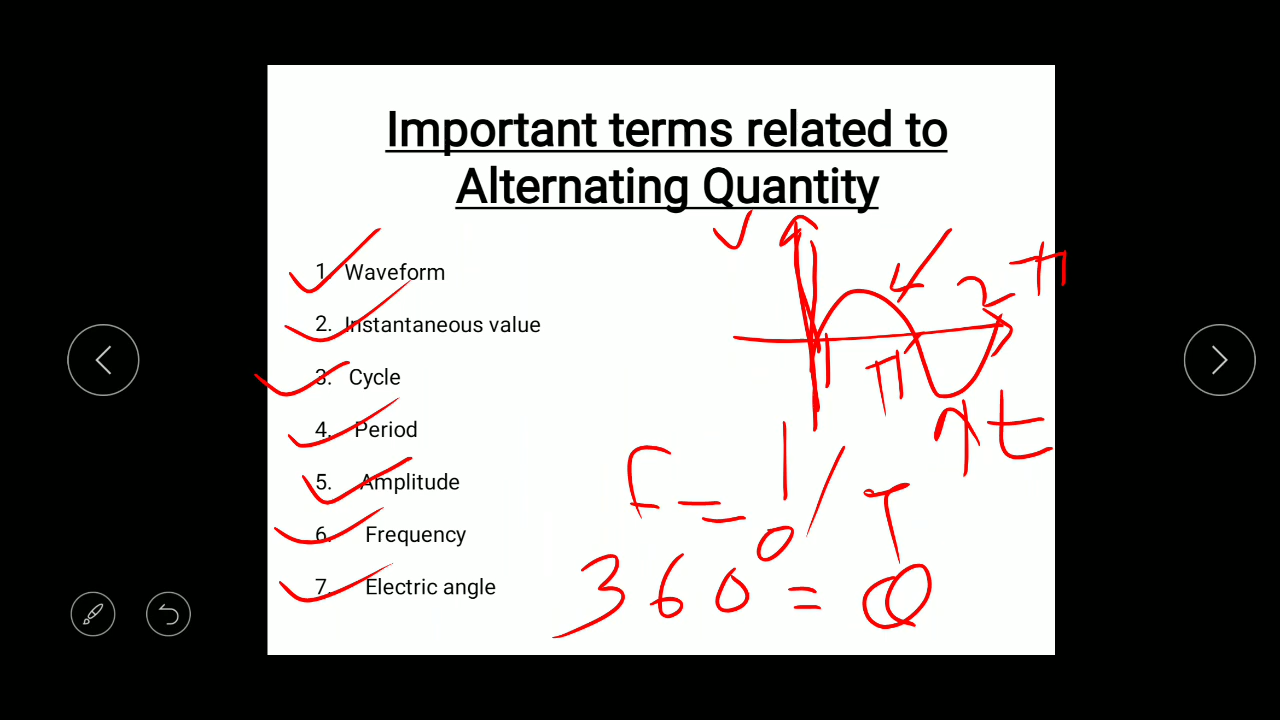 Important terms related to
Alternating Quantity
1. Waveform
2. Instantaneous value
3. Cycle
4. Period
5. Amplitude
6. Frequency
7. Electric angle
V
π
2π
t
F = 1/T
360° =